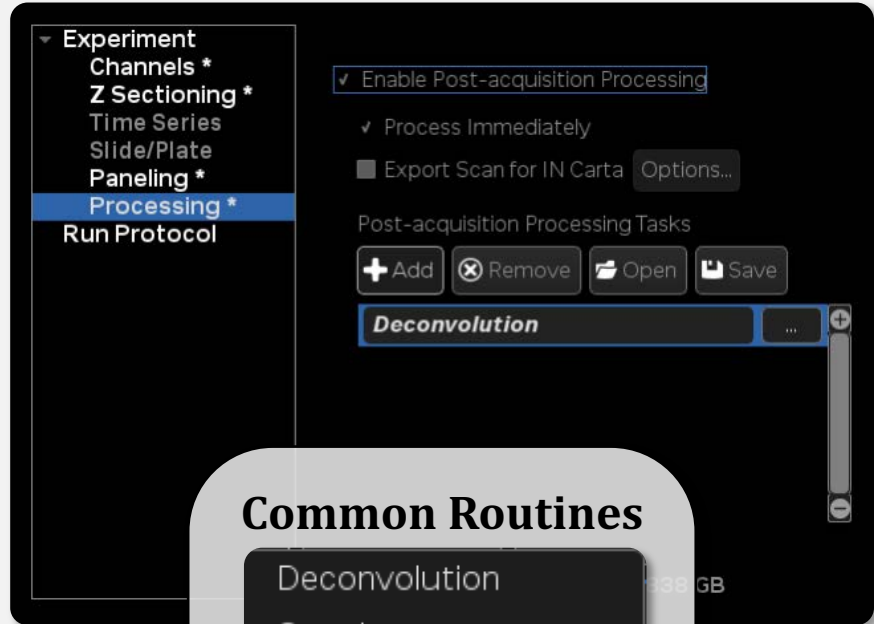 Experiment
Channels *
Z Sectioning *
Time Series
Slide/Plate
Paneling *
Processing *
Run Protocol
Enable Post-acquisition Processing
Process Immediately
Export Scan for IN Carta Options...
Post-acquisition Processing Tasks
Add Remove Open Save
Deconvolution ...
Common Routines
Deconvolution
GB